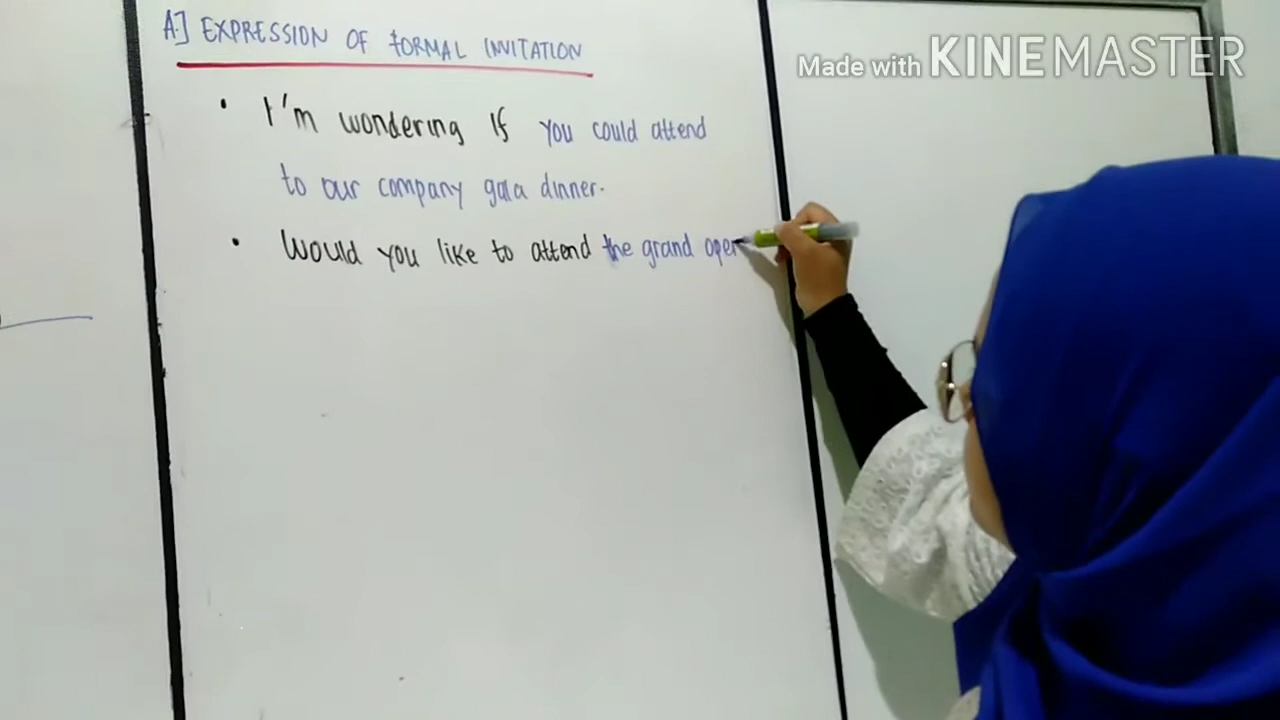 A.] EXPRESSION OF FORMAL INVITATION
Made with KINEMASTER
• I'm wondering If you could attend
to our company gala dinner.
• Would you like to attend the grand oper